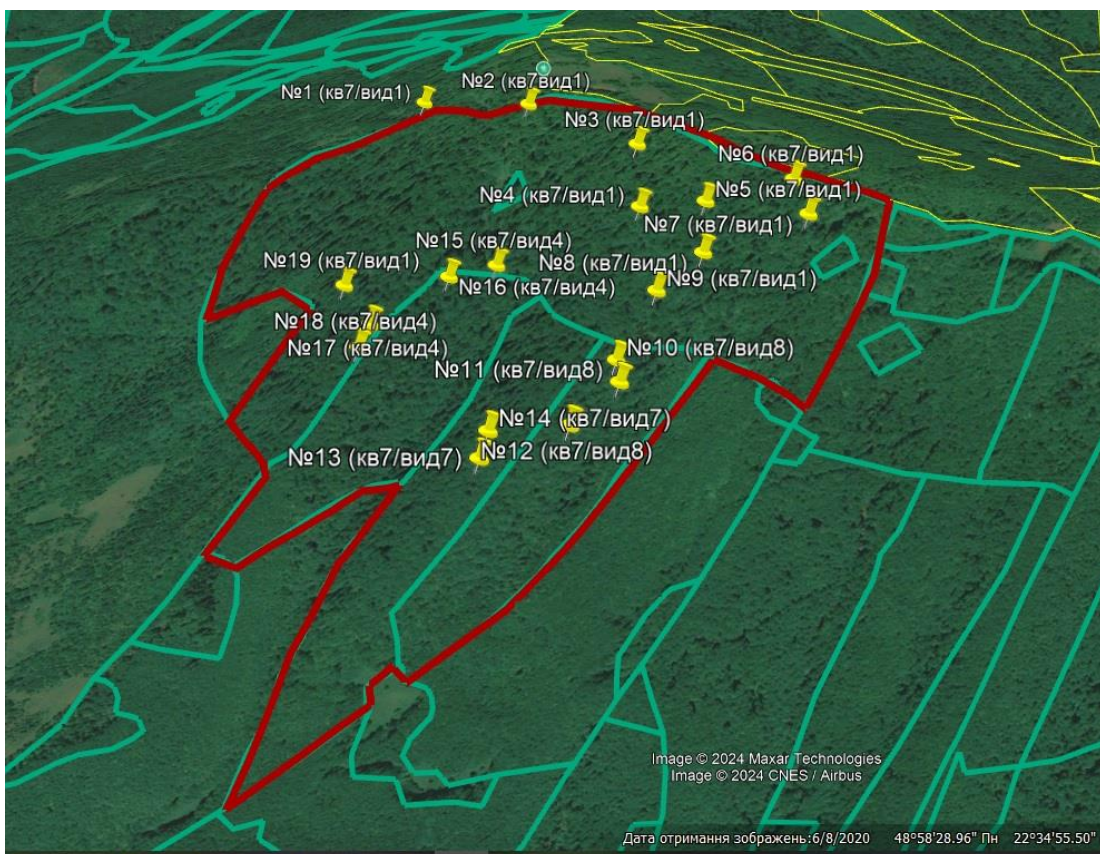 №1 (кв7/вид1)
№2 (кв7вид1)
№3 (кв7/вид1)
№6 (кв7/вид1)
№4 (кв7/вид1)
№5 (кв7/вид1)
№7 (кв7/вид1)
№15 (кв7/вид4)
№19 (кв7/вид1)
№8 (кв7/вид1)
№16 (кв7/вид4)
№9 (кв7/вид1)
№18 (кв7/вид4)
№17 (кв7/вид4)
№10 (кв7/вид8)
№11 (кв7/вид8)
№14 (кв7/вид7)
№13 (кв7/вид7)
№12 (кв7/вид8)
Image © 2024 Maxar Technologies
Image © 2024 CNES / Airbus
Дата отримання зображень:6/8/2020 48°58'28.96" Пн 22°34'55.50"